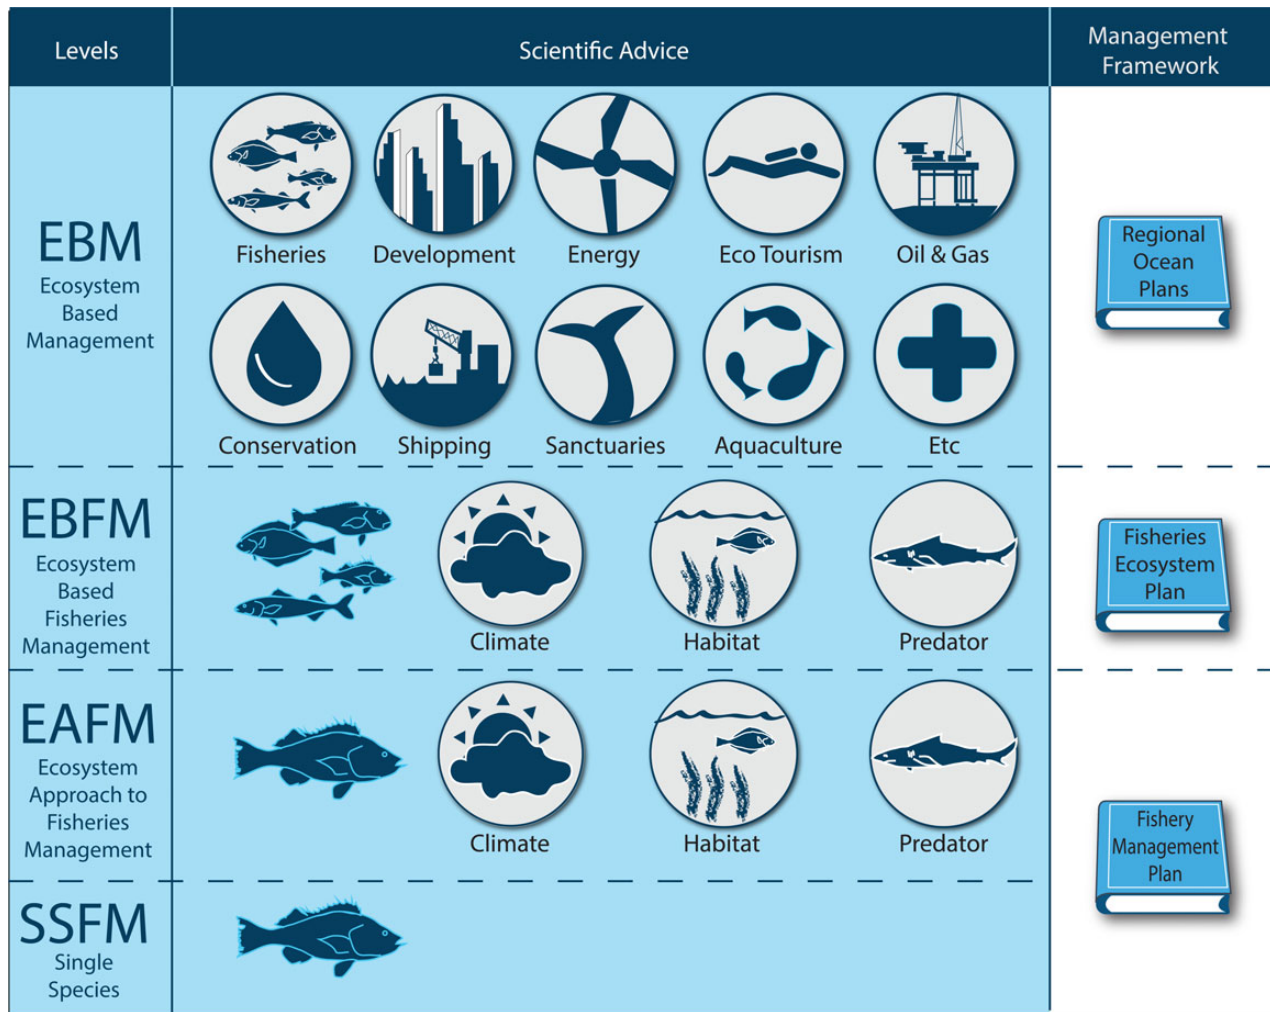 Levels
Scientific Advice
Management
Framework
EBM
Ecosystem
Based
Management
Fisheries
Development
Energy
Eco Tourism
Oil & Gas
Conservation
Shipping
Sanctuaries
Aquaculture
Etc
Regional
Ocean
Plans
EBFM
Ecosystem
Based
Fisheries
Management
Climate
Habitat
Predator
Fisheries
Ecosystem
Plan
EAFM
Ecosystem
Approach to
Fisheries
Management
Climate
Habitat
Predator
Fishery
Management
Plan
SSFM
Single
Species